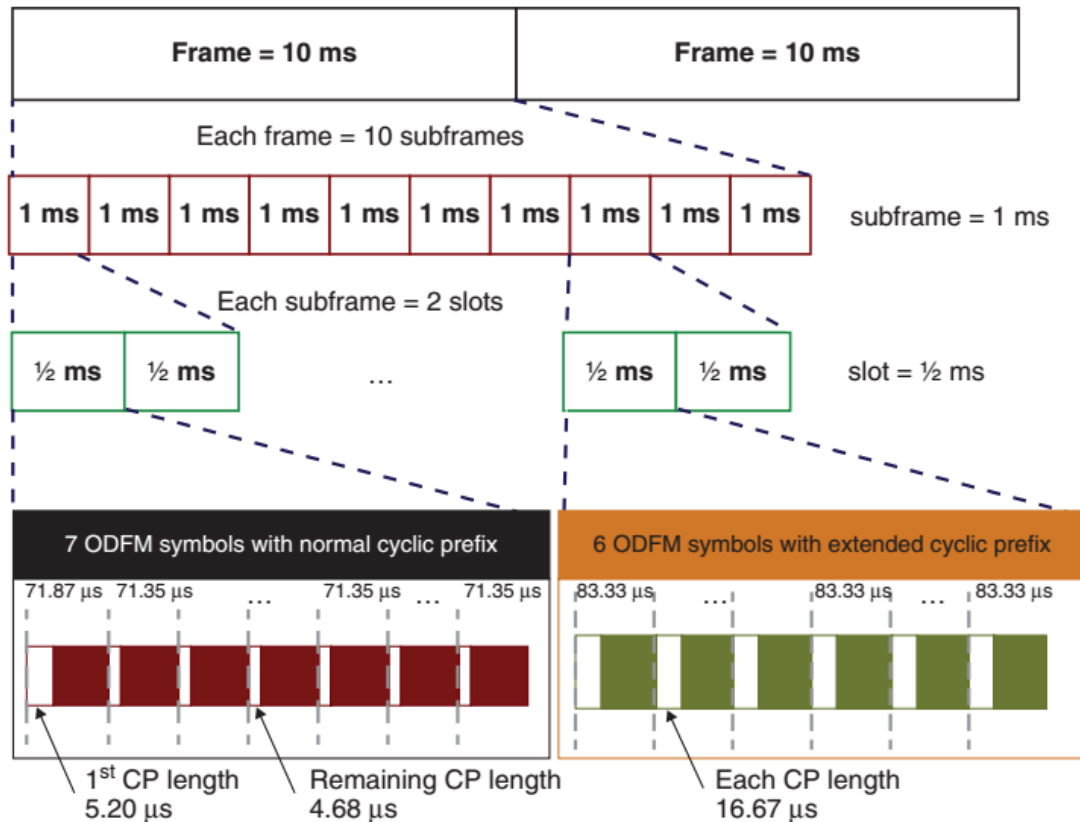 Frame = 10 ms Frame = 10 ms
Each frame = 10 subframes
1 ms 1 ms 1 ms 1 ms 1 ms 1 ms 1 ms 1 ms 1 ms 1 ms subframe = 1 ms
Each subframe = 2 slots
½ ms ½ ms ... ½ ms ½ ms slot = ½ ms
7 ODFM symbols with normal cyclic prefix
71.87 µs 71.35 µs ... 71.35 µs ... 71.35 µs
1st CP length
5.20 µs
Remaining CP length
4.68 µs
6 ODFM symbols with extended cyclic prefix
83.33 µs ... 83.33 µs ... 83.33 µs
Each CP length
16.67 µs